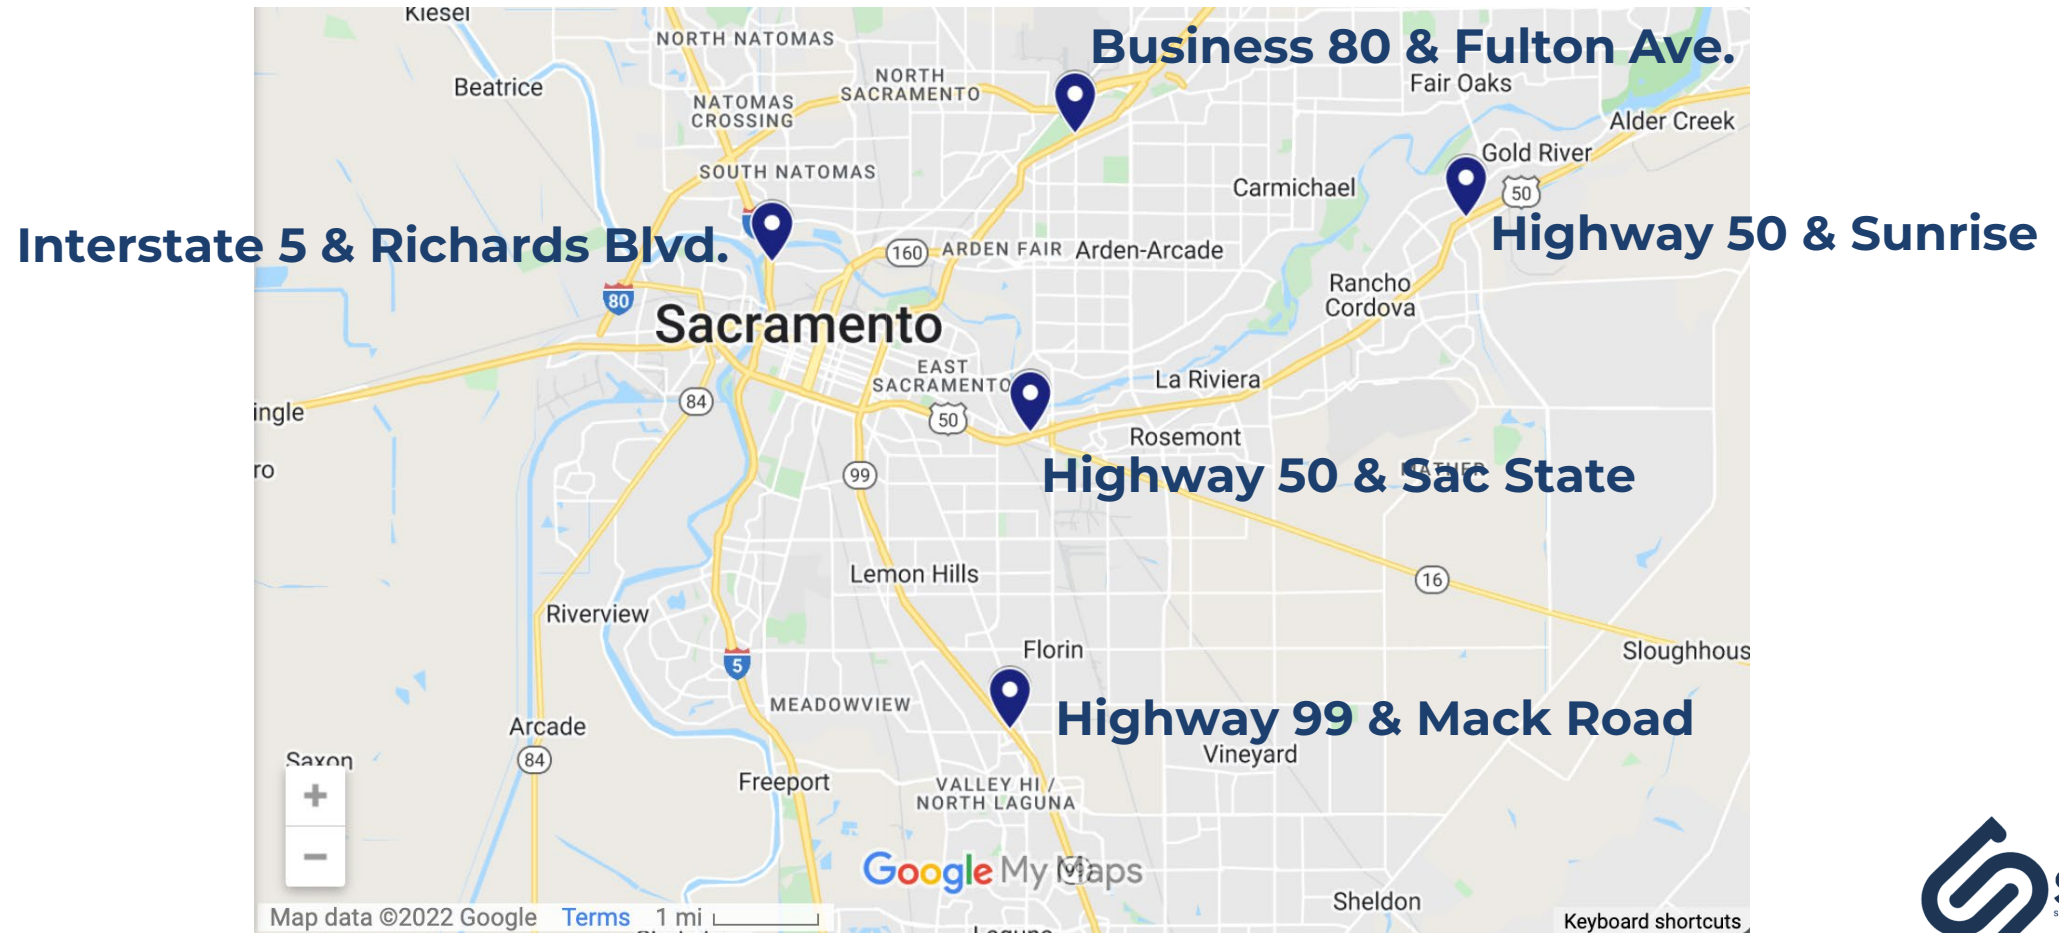 Kiesel
NORTH NATOMAS
Business 80 & Fulton Ave.
Beatrice
NORTH
SACRAMENTO
Fair Oaks
NATOMAS
CROSSING
Alder Creek
SOUTH NATOMAS
Gold River
Carmichael
50
Interstate 5 & Richards Blvd.
160
ARDEN FAIR
Arden-Arcade
Highway 50 & Sunrise
80
Rancho
Cordova
Sacramento
EAST
SACRAMENTO
La Riviera
84
ingle
50
Rosemont
ro
99
Highway 50 & Sac State
MATHER
Lemon Hills
16
Riverview
Florin
Sloughhous
5
MEADOWVIEW
Highway 99 & Mack Road
Arcade
Vineyard
Saxon
84
Freeport
VALLEY HI /
NORTH LAGUNA
+
−
Google My Maps
99
Sheldon
Map data ©2022 Google Terms 1 mi
Keyboard shortcuts